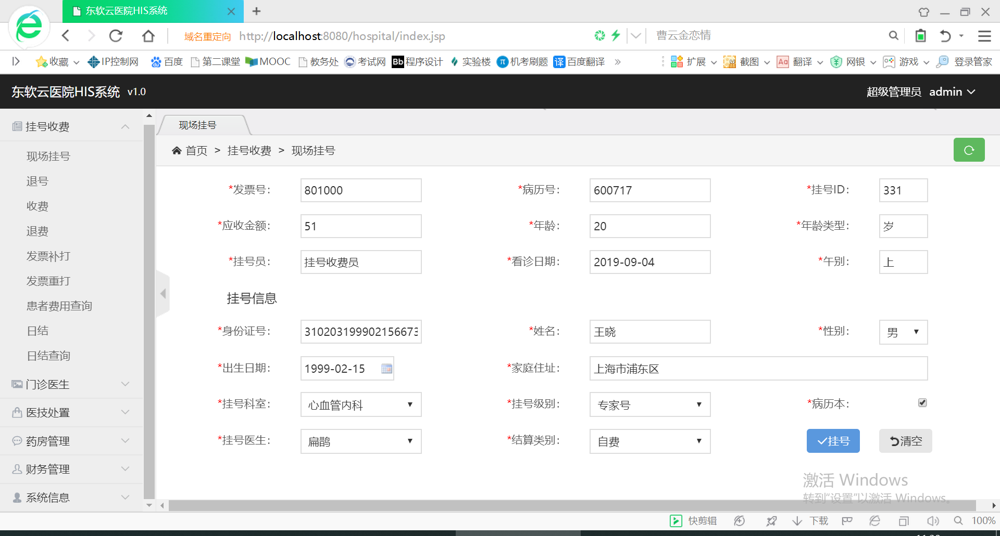 东软云医院HIS系统
域名重定向 http://localhost:8080/hospital/index.jsp 曹云金恋情
收藏 IP控制网 百度 第二课堂 MOOC 教务处 考试网 Bb 程序设计 实验楼 π 机考刷题 译 百度翻译 » 扩展 截图 Aa 翻译 网银 游戏 登录管家
东软云医院HIS系统 v1.0 超级管理员 admin
挂号收费
现场挂号
退号
收费
退费
发票补打
发票重打
患者费用查询
日结
日结查询
门诊医生
医技处置
药房管理
财务管理
系统信息
现场挂号
首页 > 挂号收费 > 现场挂号
*发票号: 801000 *病历号: 600717 *挂号ID: 331
*应收金额: 51 *年龄: 20 *年龄类型: 岁
*挂号员: 挂号收费员 *看诊日期: 2019-09-04 *午别: 上
挂号信息
*身份证号: 310203199902156673 *姓名: 王晓 *性别: 男
*出生日期: 1999-02-15 *家庭住址: 上海市浦东区
*挂号科室: 心血管内科 *挂号级别: 专家号 *病历本:
*挂号医生: 扁鹊 *结算类别: 自费 挂号 清空
激活 Windows
转到"设置"以激活 Windows。
快剪辑 下载 100%